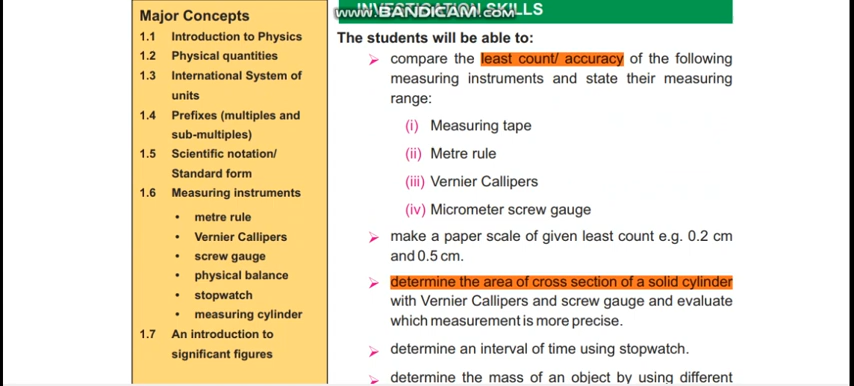 Major Concepts
1.1 Introduction to Physics
1.2 Physical quantities
1.3 International System of
units
1.4 Prefixes (multiples and
sub-multiples)
1.5 Scientific notation/
Standard form
1.6 Measuring instruments
• metre rule
• Vernier Callipers
• screw gauge
• physical balance
• stopwatch
• measuring cylinder
1.7 An introduction to
significant figures
INVESTIGATION SKILLS
www.BANDICAM.com
The students will be able to:
➢ compare the least count/ accuracy of the following
measuring instruments and state their measuring
range:
(i) Measuring tape
(ii) Metre rule
(iii) Vernier Callipers
(iv) Micrometer screw gauge
➢ make a paper scale of given least count e.g. 0.2 cm
and 0.5 cm.
➢ determine the area of cross section of a solid cylinder
with Vernier Callipers and screw gauge and evaluate
which measurement is more precise.
➢ determine an interval of time using stopwatch.
➢ determine the mass of an object by using different